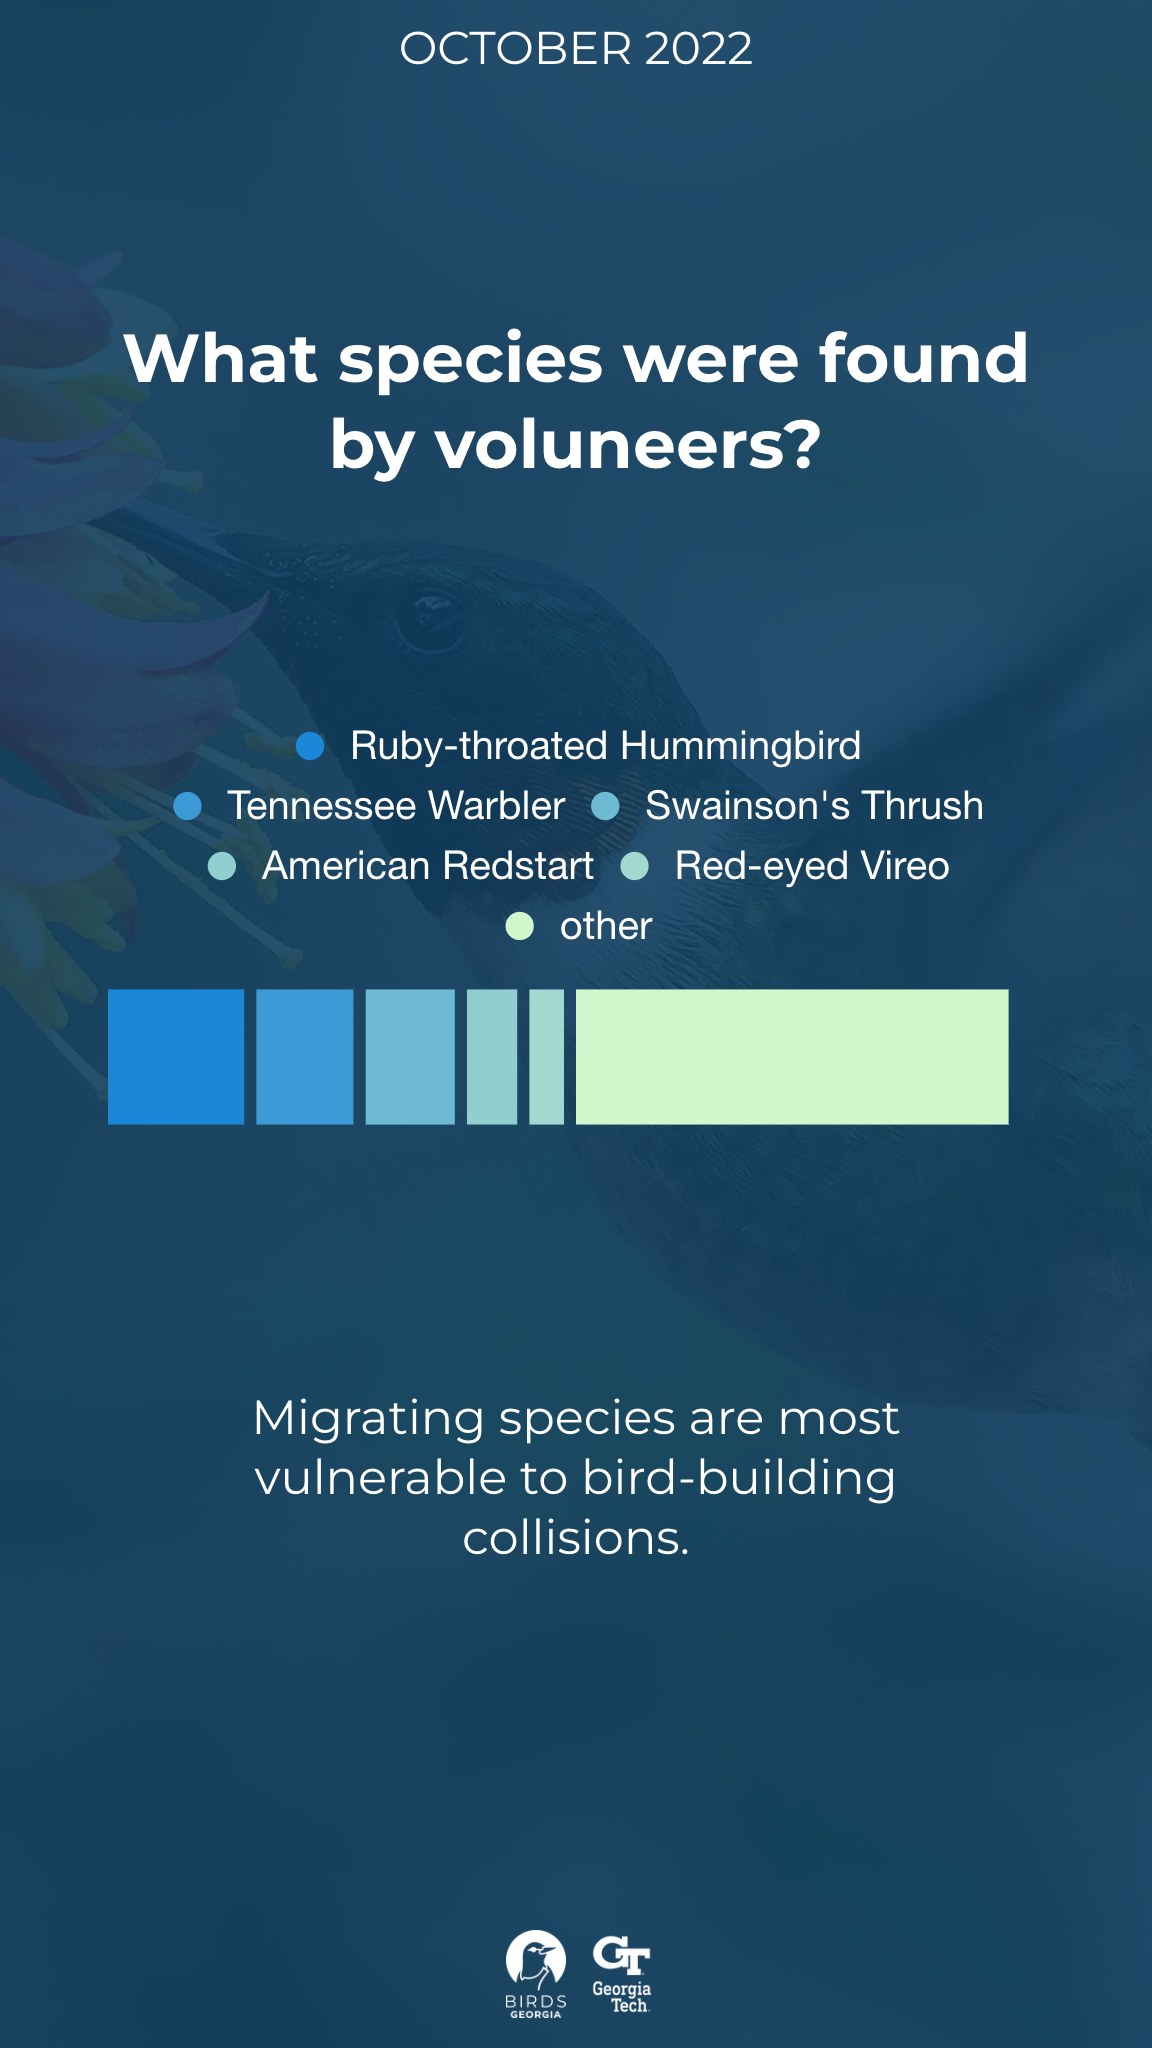 OCTOBER 2022
What species were found
by voluneers?
Ruby-throated Hummingbird
Tennessee Warbler Swainson's Thrush
American Redstart Red-eyed Vireo
other
Migrating species are most
vulnerable to bird-building
collisions.
BIRDS
GEORGIA
GT
Georgia
Tech